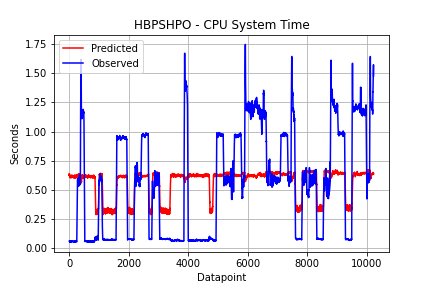 HBPSHPO - CPU System Time
Predicted
Observed
1.75
1.50
1.25
1.00
0.75
0.50
0.25
0.00
Seconds
0 2000 4000 6000 8000 10000
Datapoint